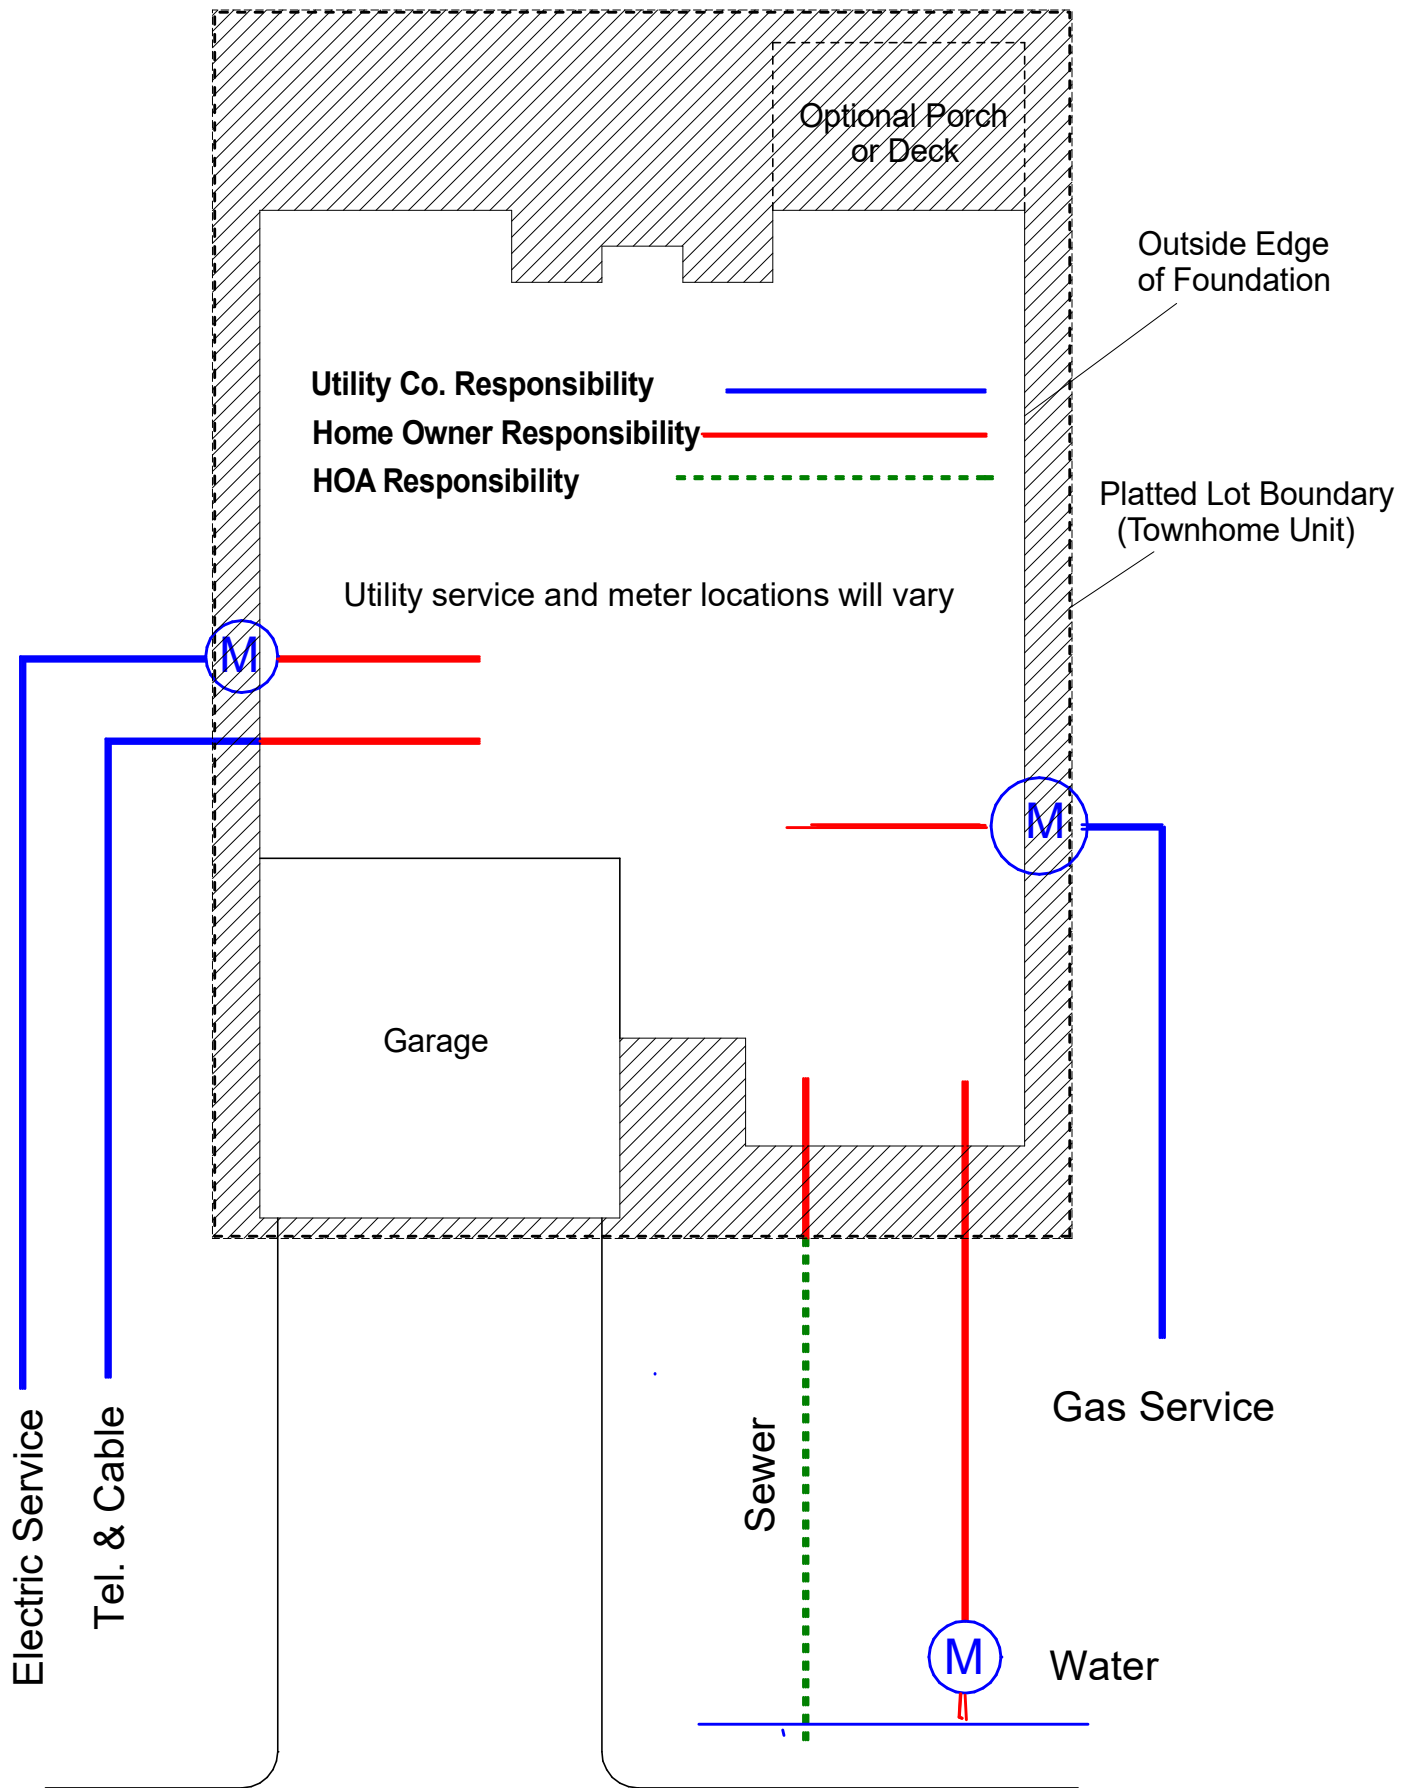 Optional Porch
or Deck
Outside Edge
of Foundation
Utility Co. Responsibility
Home Owner Responsibility
HOA Responsibility
Platted Lot Boundary
(Townhome Unit)
Utility service and meter locations will vary
M
M
Garage
Electric Service
Tel. & Cable
Sewer
Gas Service
M
Water